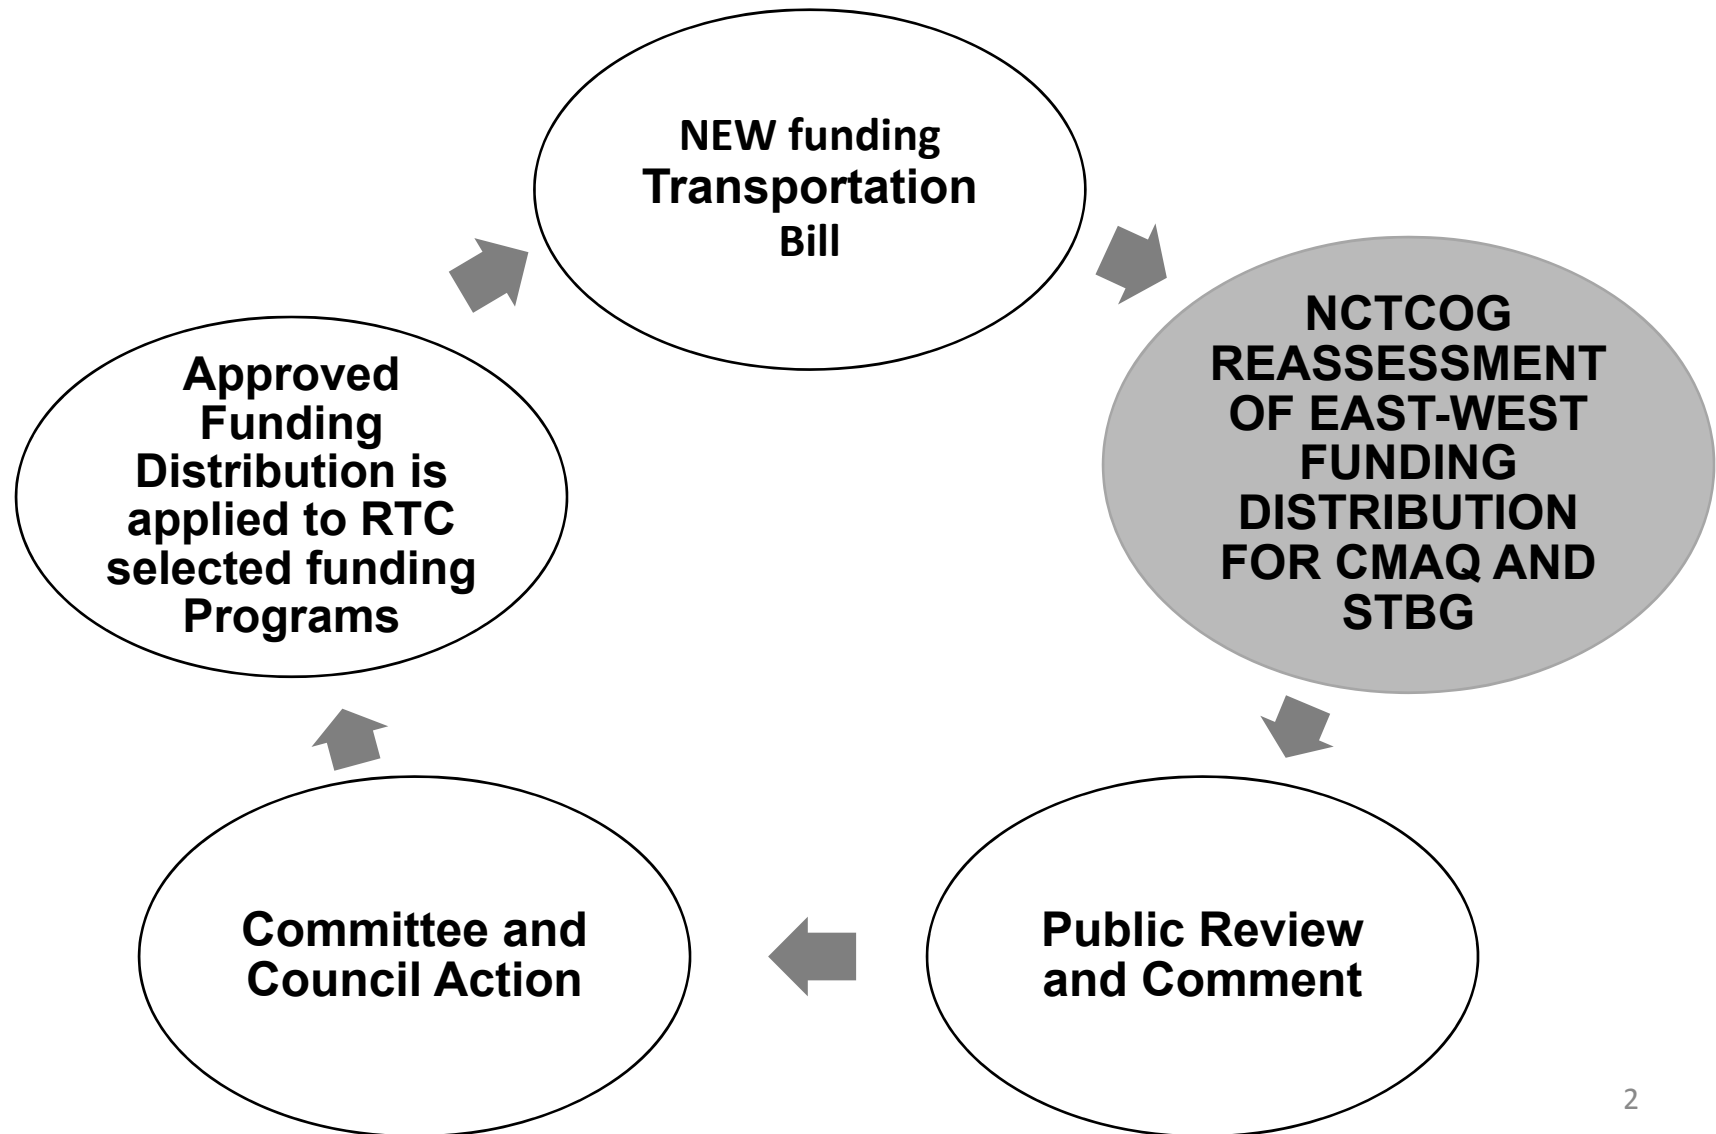 NEW funding
Transportation
Bill
NCTCOG
REASSESSMENT
OF EAST-WEST
FUNDING
DISTRIBUTION
FOR CMAQ AND
STBG
Public Review
and Comment
Committee and
Council Action
Approved
Funding
Distribution is
applied to RTC
selected funding
Programs
2